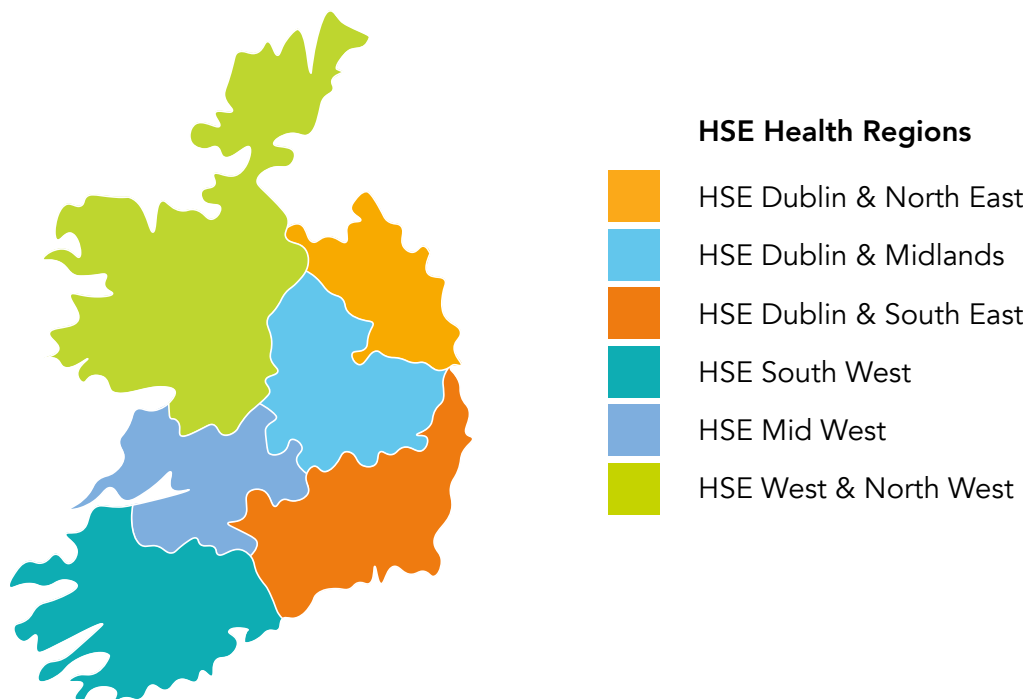 HSE Health Regions
HSE Dublin & North East
HSE Dublin & Midlands
HSE Dublin & South East
HSE South West
HSE Mid West
HSE West & North West